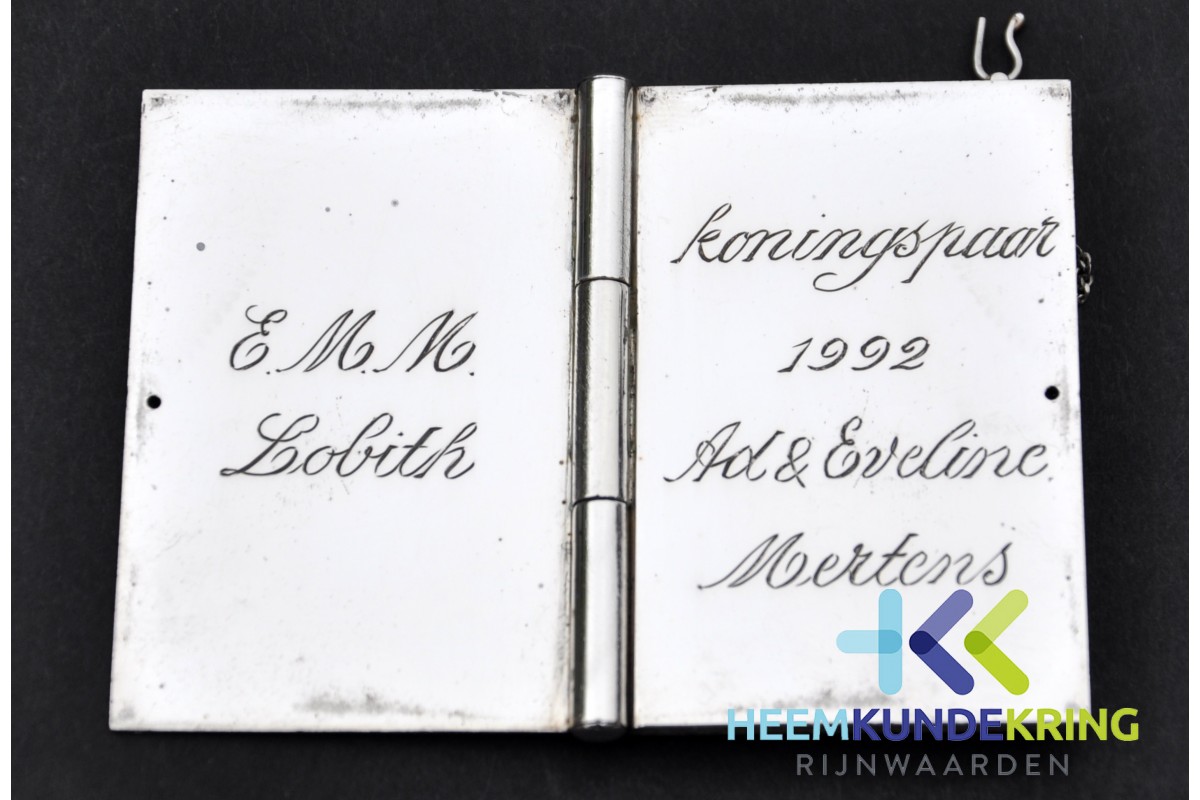 E.M.M.
Lobith
koningspaar
1992
Ad & Eveline
Mertens
HEEMKUNDEKRING
RIJNWAARDEN